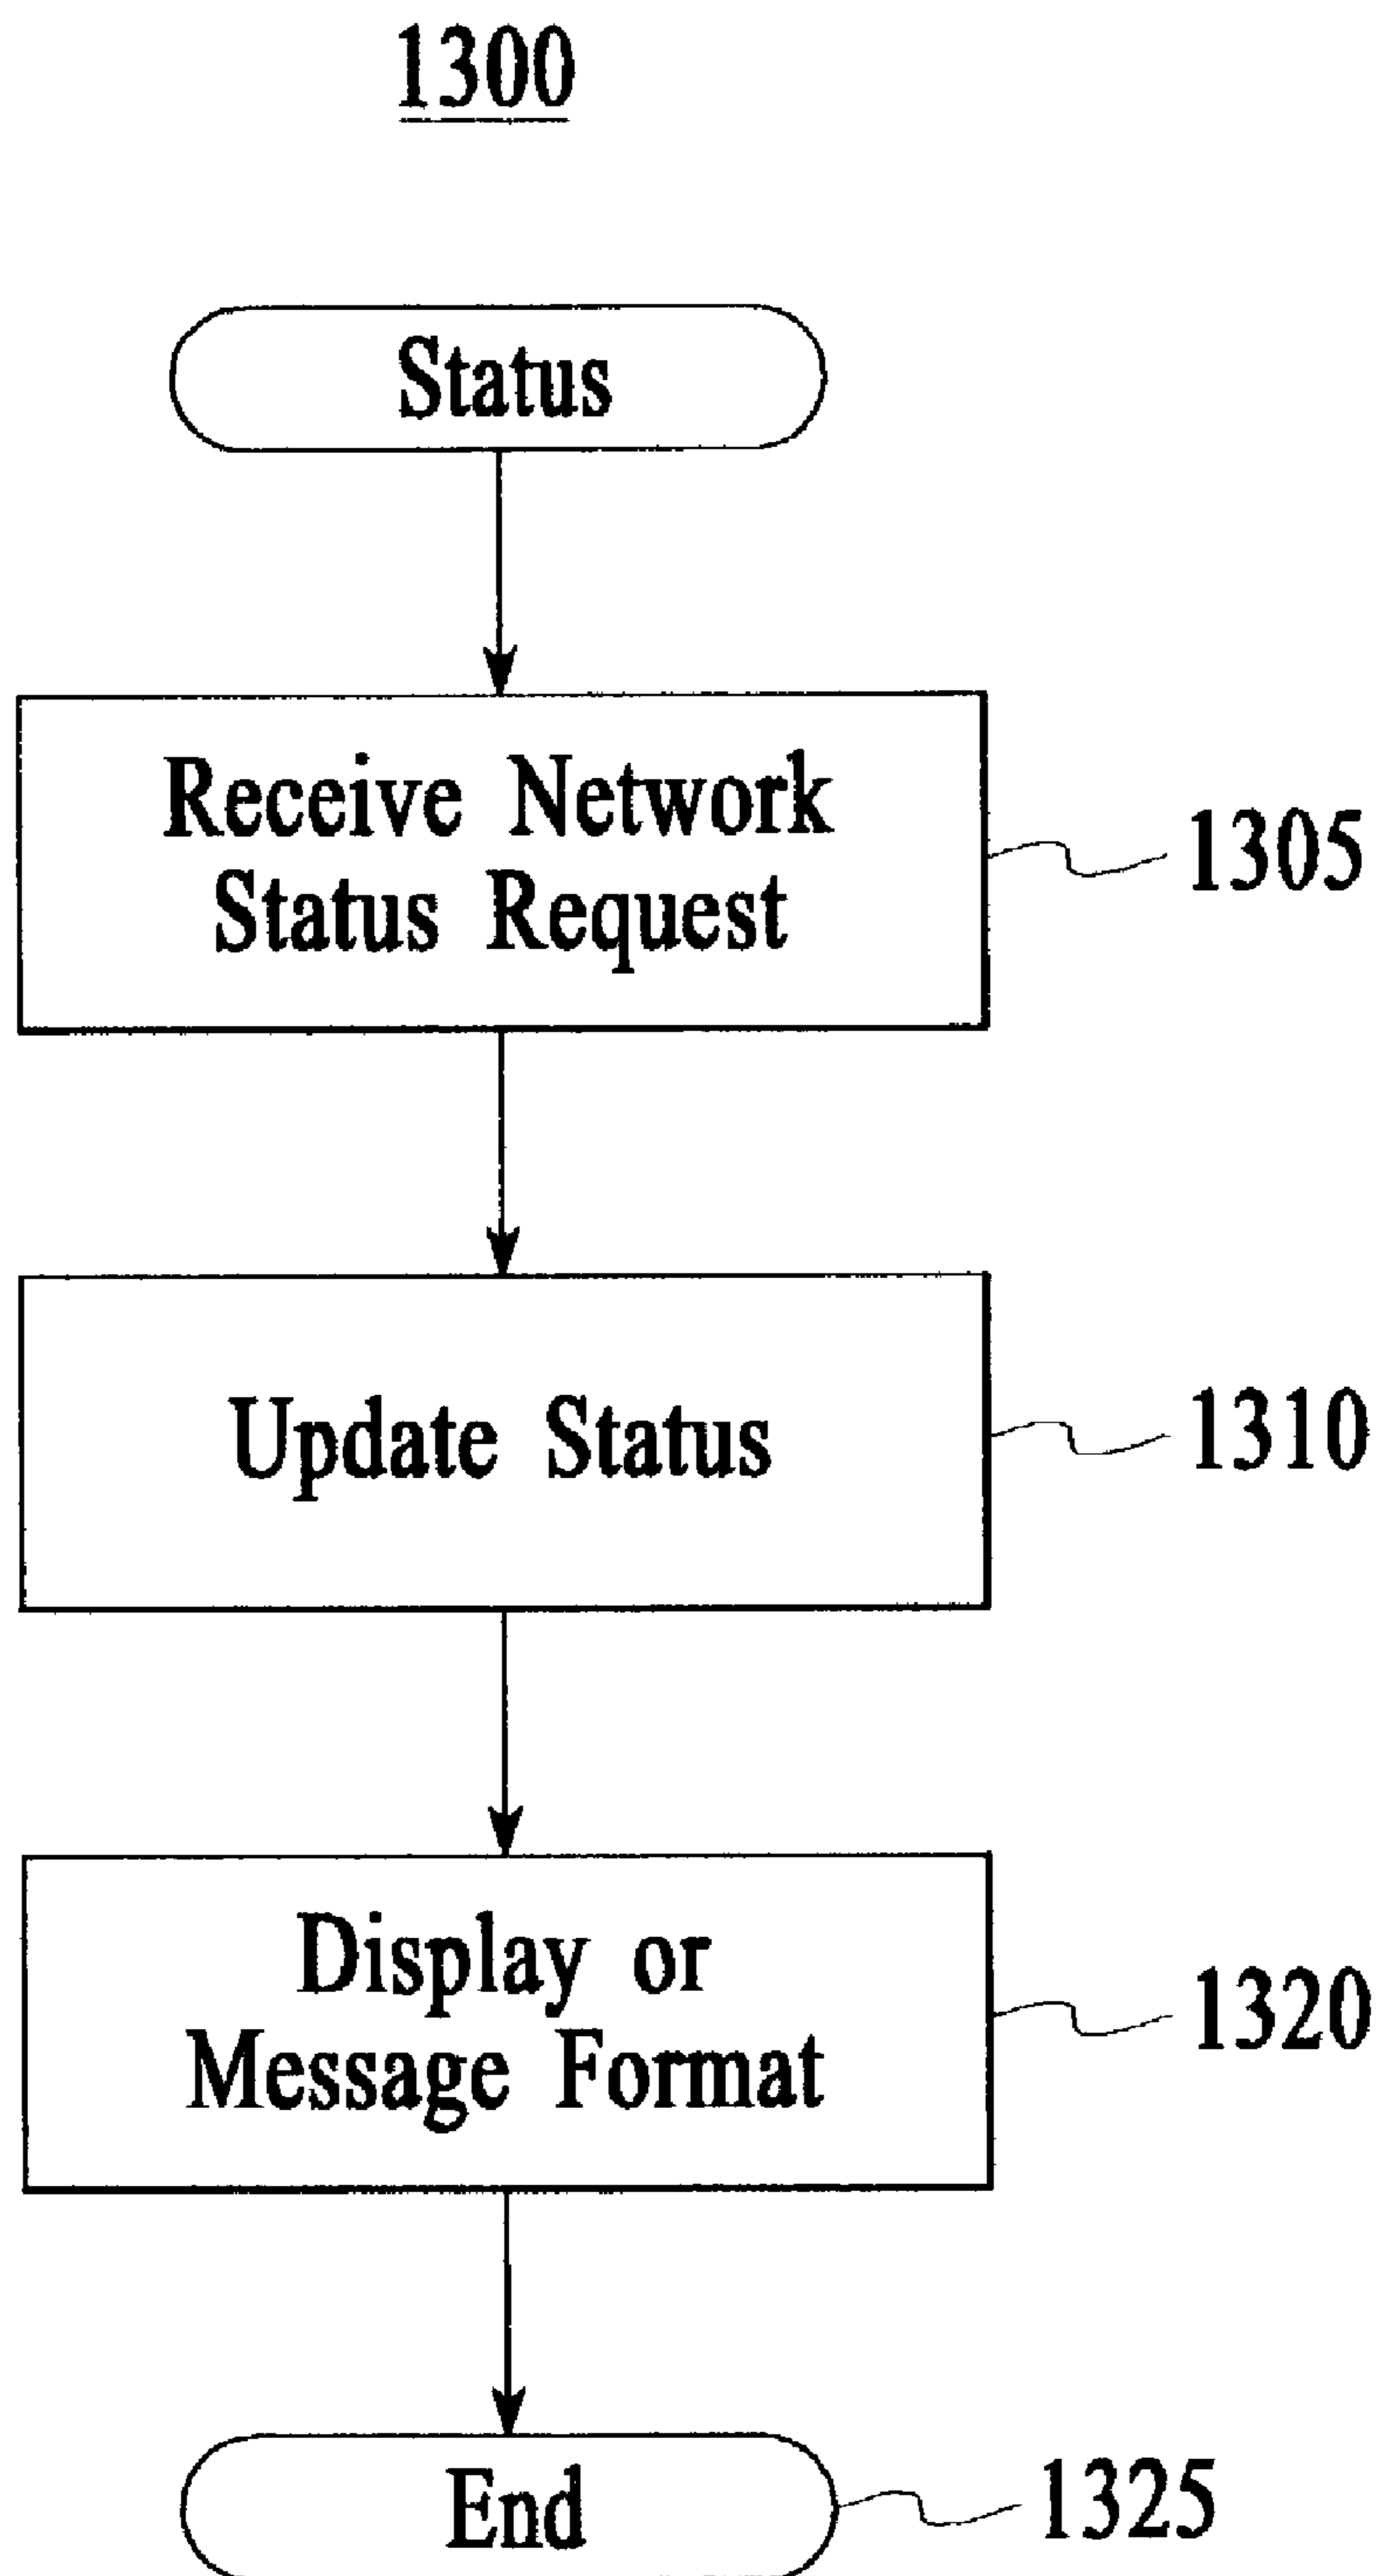 1300
Status
Receive Network
Status Request
1305
Update Status
1310
Display or
Message Format
1320
End
1325